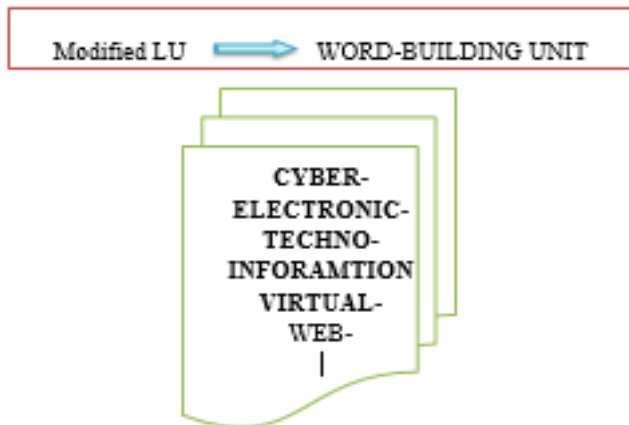 Modified LU WORD-BUILDING UNIT
CYBER-
ELECTRONIC-
TECHNO-
INFORAMTION
VIRTUAL-
WEB-